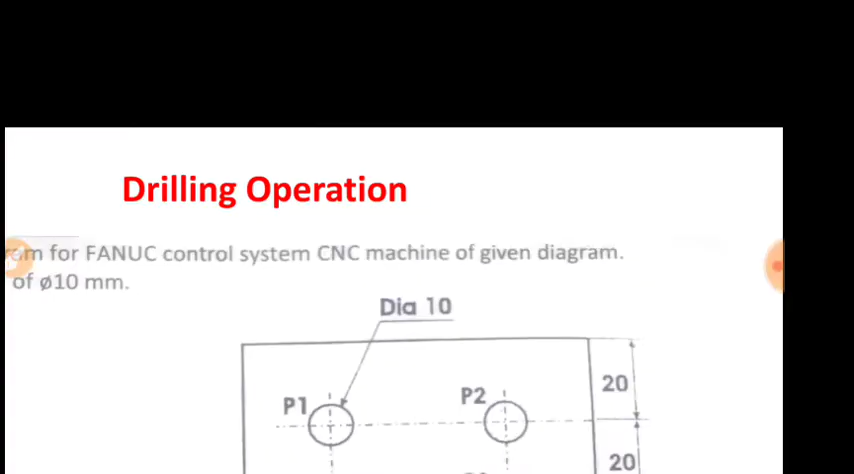 Drilling Operation
for FANUC control system CNC machine of given diagram.
of ø10 mm.
Dia 10
P1
P2
20
20